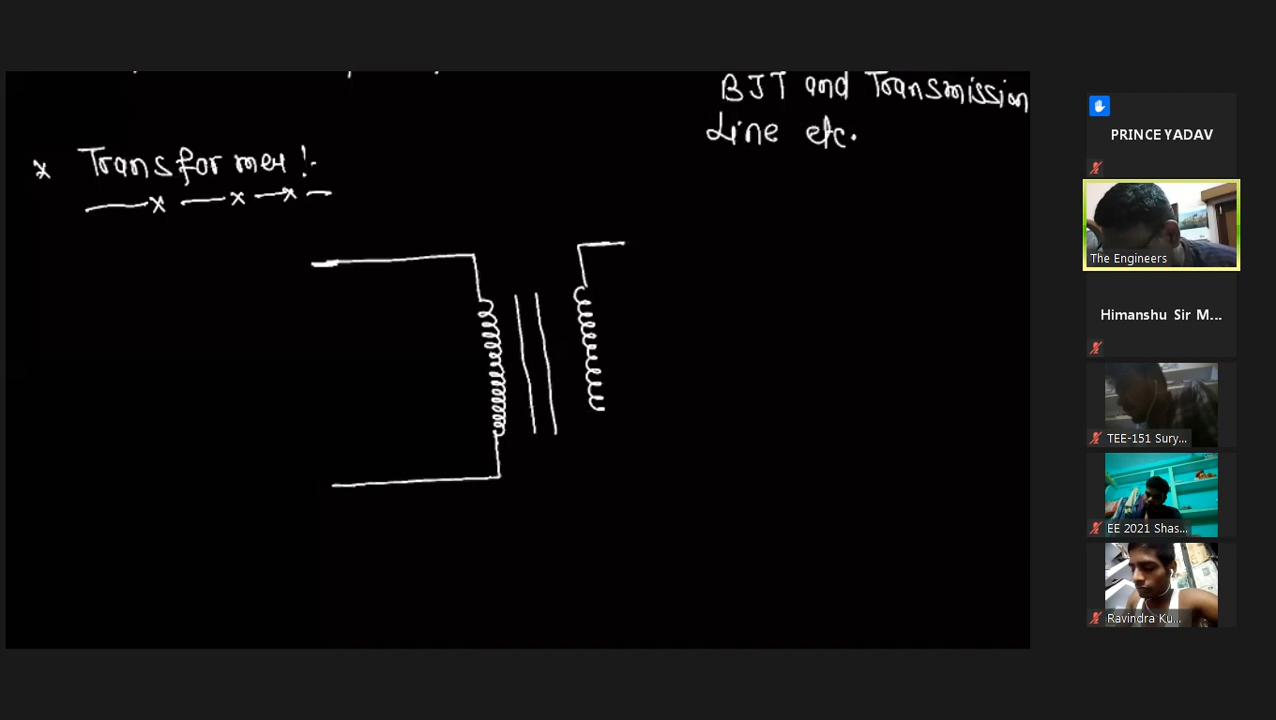 BJT and Transmission
Line etc.
* Transformer :-
PRINCE YADAV
The Engineers
Himanshu Sir M...
TEE-151 Sury...
EE 2021 Shas...
Ravindra Ku...